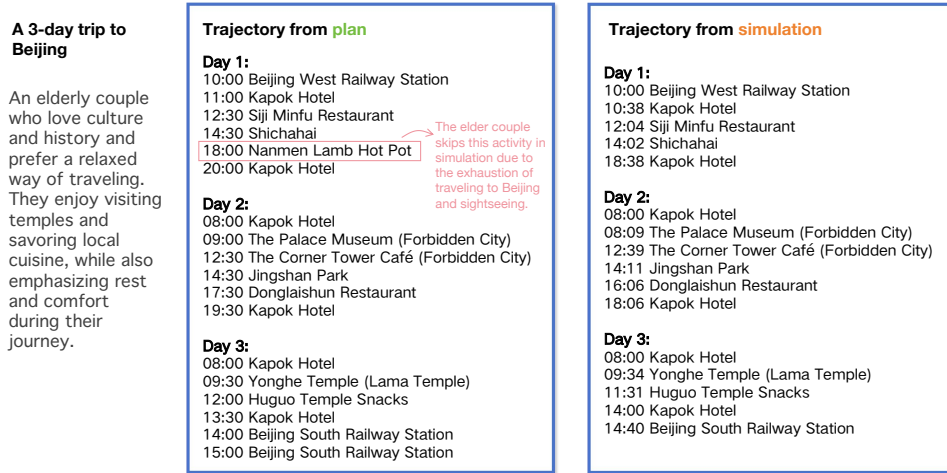 A 3-day trip to
Beijing
An elderly couple
who love culture
and history and
prefer a relaxed
way of traveling.
They enjoy visiting
temples and
savoring local
cuisine, while also
emphasizing rest
and comfort
during their
journey.
Trajectory from plan
Day 1:
10:00 Beijing West Railway Station
11:00 Kapok Hotel
12:30 Siji Minfu Restaurant
14:30 Shichahai
18:00 Nanmen Lamb Hot Pot
20:00 Kapok Hotel
The elder couple
skips this activity in
simulation due to
the exhaustion of
traveling to Beijing
and sightseeing.
Day 2:
08:00 Kapok Hotel
09:00 The Palace Museum (Forbidden City)
12:30 The Corner Tower Café (Forbidden City)
14:30 Jingshan Park
17:30 Donglaishun Restaurant
19:30 Kapok Hotel
Day 3:
08:00 Kapok Hotel
09:30 Yonghe Temple (Lama Temple)
12:00 Huguo Temple Snacks
13:30 Kapok Hotel
14:00 Beijing South Railway Station
15:00 Beijing South Railway Station
Trajectory from simulation
Day 1:
10:00 Beijing West Railway Station
10:38 Kapok Hotel
12:04 Siji Minfu Restaurant
14:02 Shichahai
18:38 Kapok Hotel
Day 2:
08:00 Kapok Hotel
08:09 The Palace Museum (Forbidden City)
12:39 The Corner Tower Café (Forbidden City)
14:11 Jingshan Park
16:06 Donglaishun Restaurant
18:06 Kapok Hotel
Day 3:
08:00 Kapok Hotel
09:34 Yonghe Temple (Lama Temple)
11:31 Huguo Temple Snacks
14:00 Kapok Hotel
14:40 Beijing South Railway Station